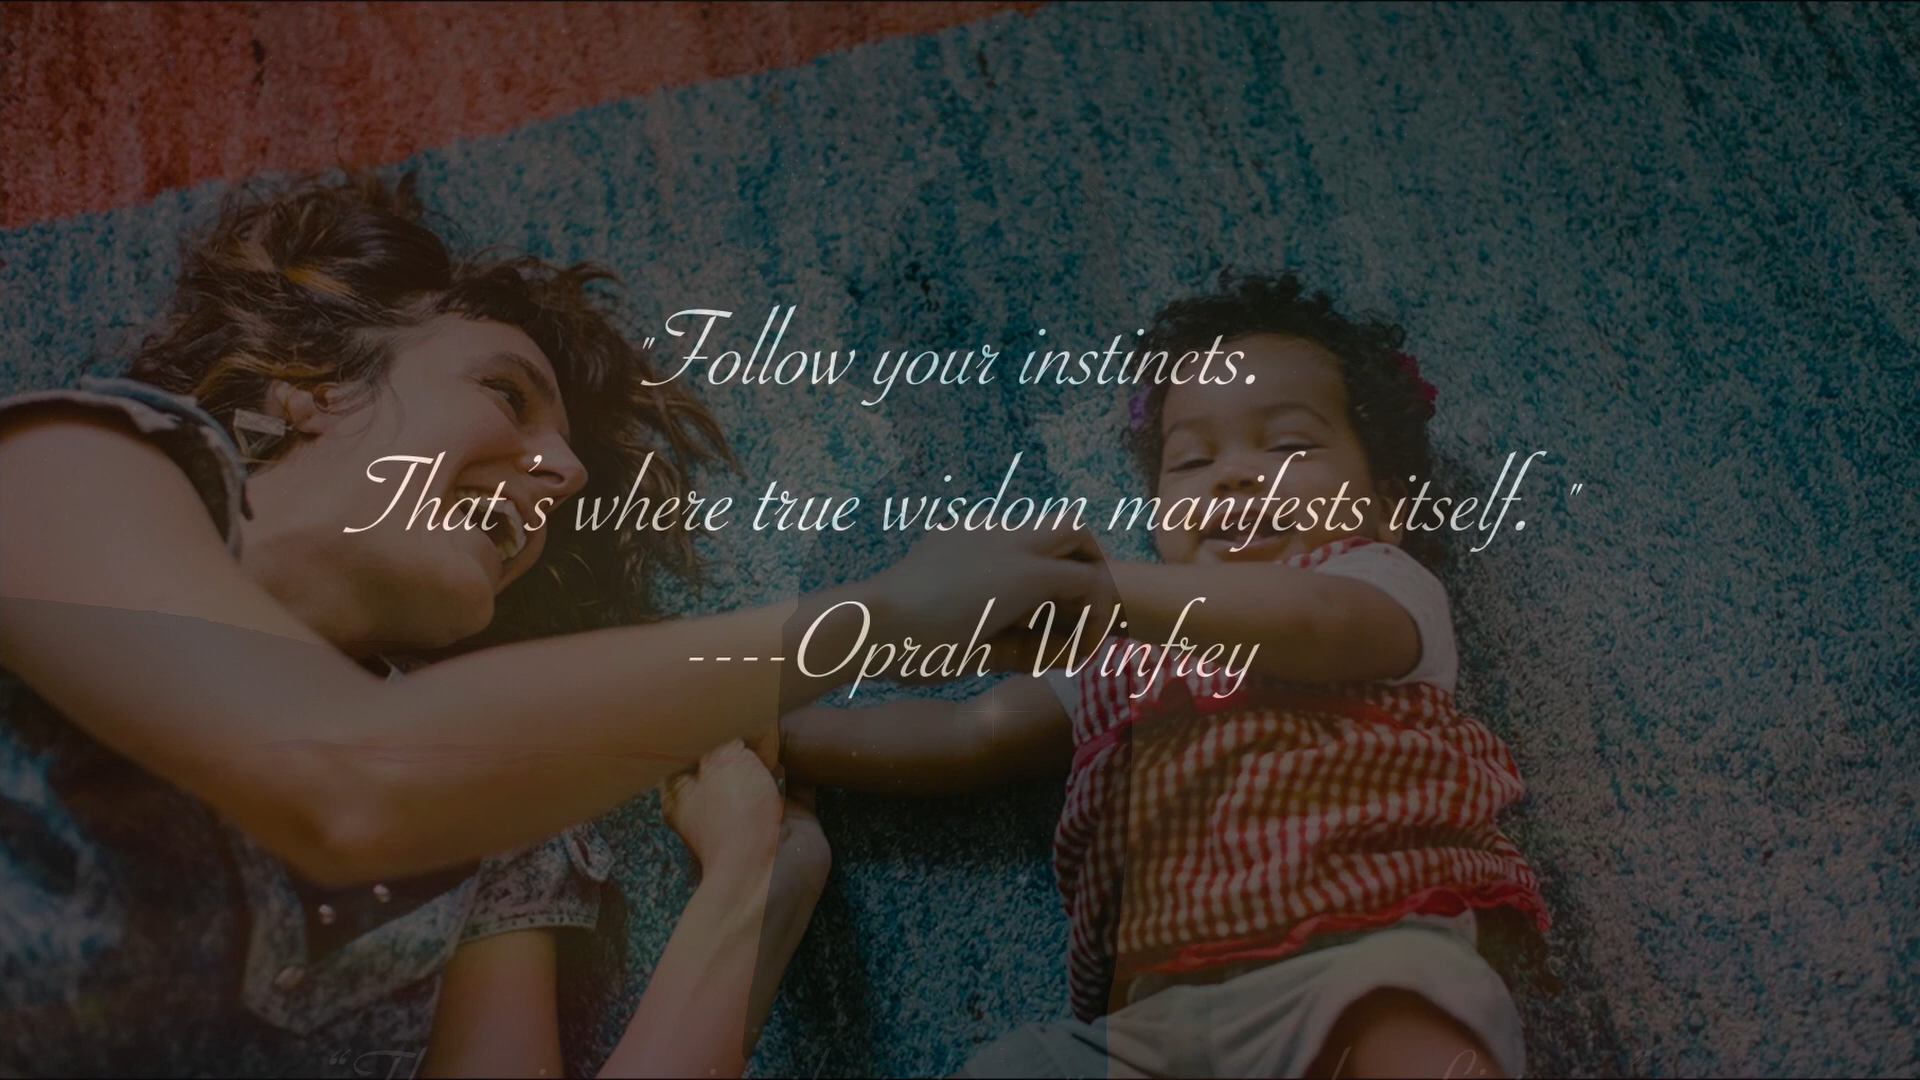 "Follow your instincts.
That's where true wisdom manifests itself. "
----Oprah Winfrey